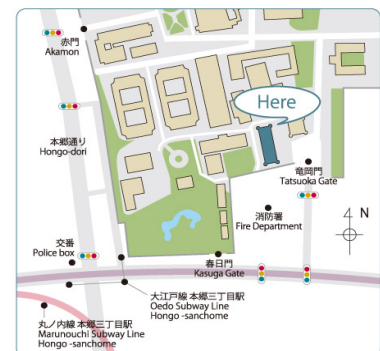 赤門
Akamon
Here
本郷通り
Hongo-dori
竜岡門
Tatsuoka Gate
消防署
Fire Department
N
交番
Police box
春日門
Kasuga Gate
大江戸線 本郷三丁目駅
Oedo Subway Line
Hongo -sanchome
丸ノ内線 本郷三丁目駅
Marunouchi Subway Line
Hongo -sanchome